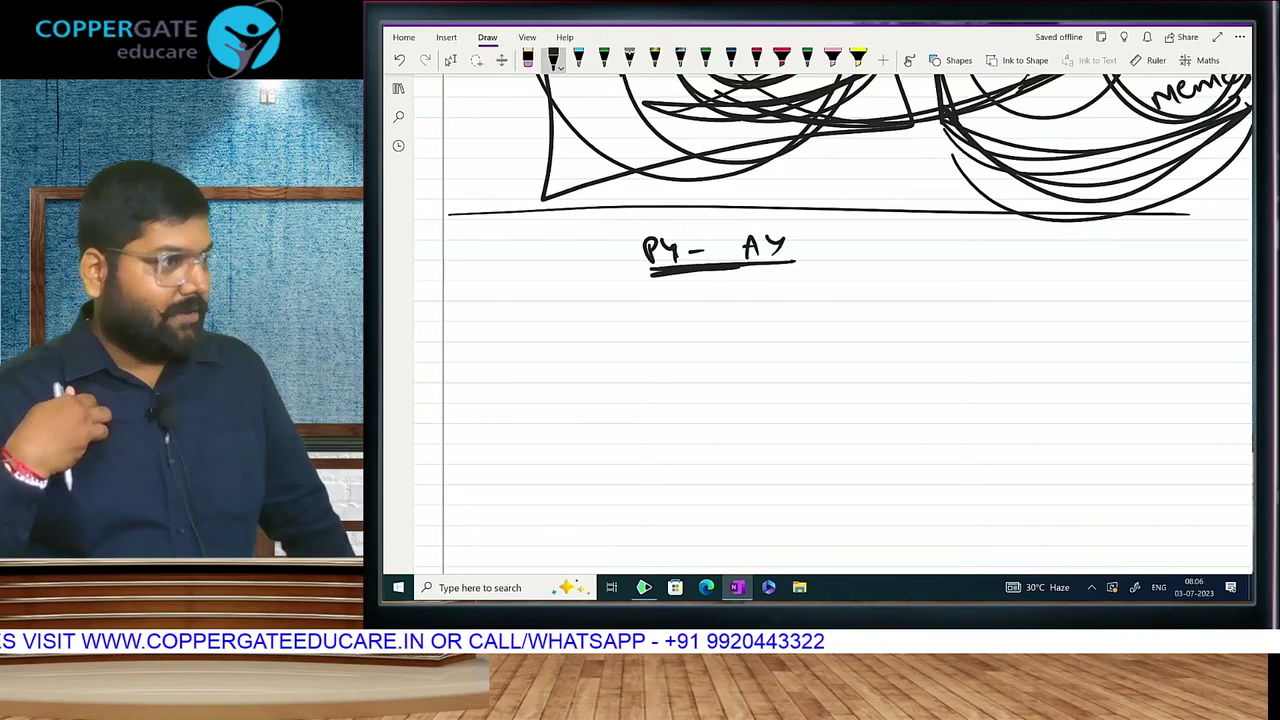 COPPERGATE
educare
Home Insert Draw View Help
Saved offline
Share
Shapes
Ink to Shape
Ink to Text
Ruler
Maths
Mem
PY - AY
Type here to search
30°C Haze
ENG
08:06
03-07-2023
ES VISIT WWW.COPPERGATEEDUCARE.IN OR CALL/WHATSAPP - +91 9920443322